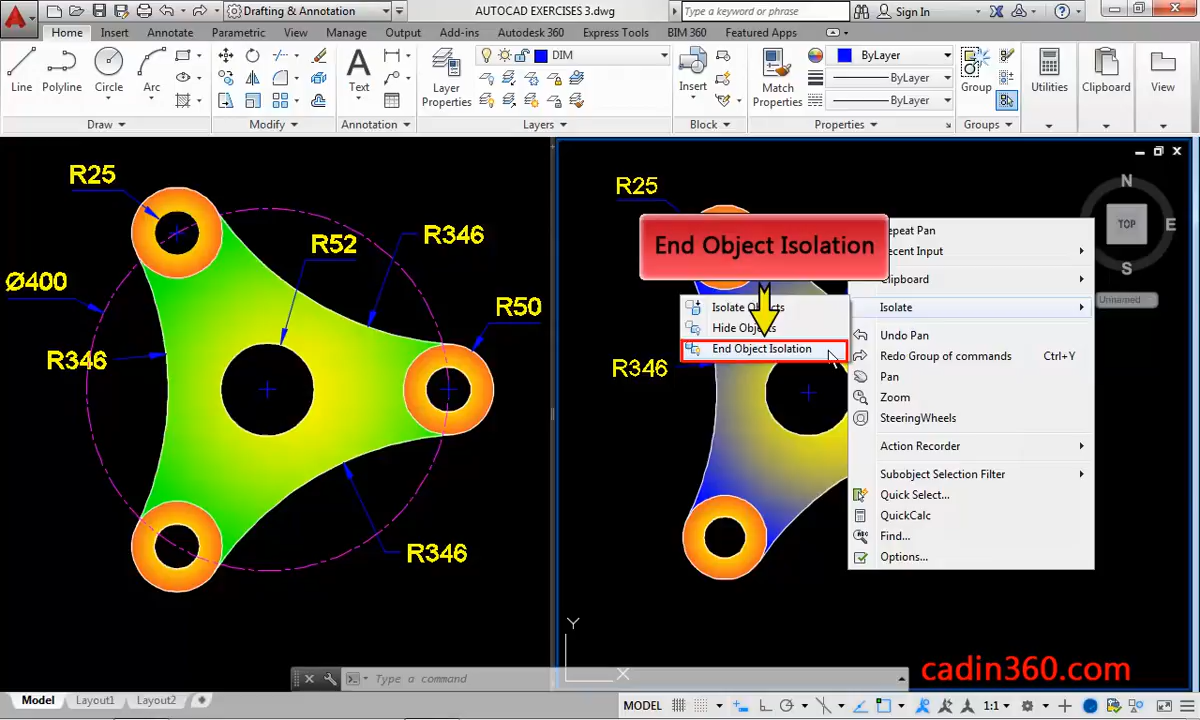 Drafting & Annotation
AUTOCAD EXERCISES 3.dwg
Type a keyword or phrase
Sign In
Home
Insert
Annotate
Parametric
View
Manage
Output
Add-ins
Autodesk 360
Express Tools
BIM 360
Featured Apps
Line
Polyline
Circle
Arc
Draw
Modify
Text
Annotation
Layer
Properties
DIM
Layers
Insert
Block
Match
Properties
ByLayer
ByLayer
ByLayer
Properties
Group
Groups
Utilities
Clipboard
View
R25
R52
R346
Ø400
R50
R346
R346
R25
R346
End Object Isolation
N
TOP
E
S
Unnamed
epeat Pan
ecent Input
Clipboard
Isolate
Undo Pan
Redo Group of commands Ctrl+Y
Pan
Zoom
SteeringWheels
Action Recorder
Subobject Selection Filter
Quick Select...
QuickCalc
Find...
Options...
Isolate Objects
Hide Objects
End Object Isolation
Y
X
Type a command
cadin360.com
Model
Layout1
Layout2
MODEL
1:1